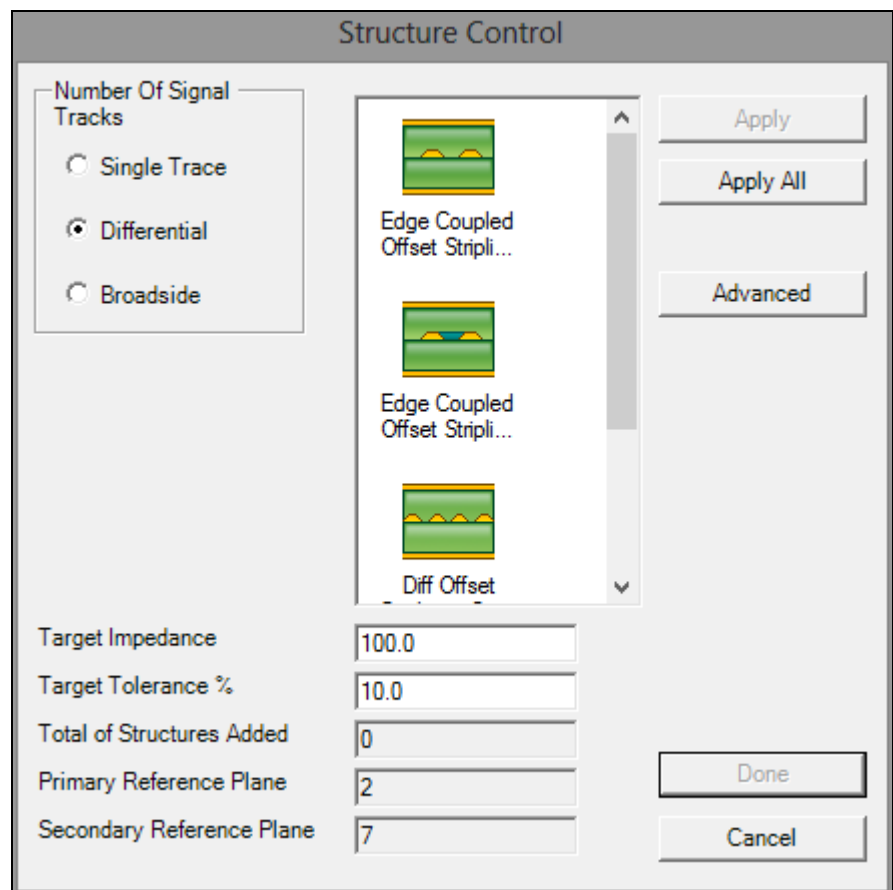 Structure Control
Number Of Signal
Tracks
Single Trace
Differential
Broadside
Edge Coupled
Offset Stripli...
Edge Coupled
Offset Stripli...
Diff Offset
Apply
Apply All
Advanced
Target Impedance
100.0
Target Tolerance %
10.0
Total of Structures Added
0
Primary Reference Plane
2
Secondary Reference Plane
7
Done
Cancel